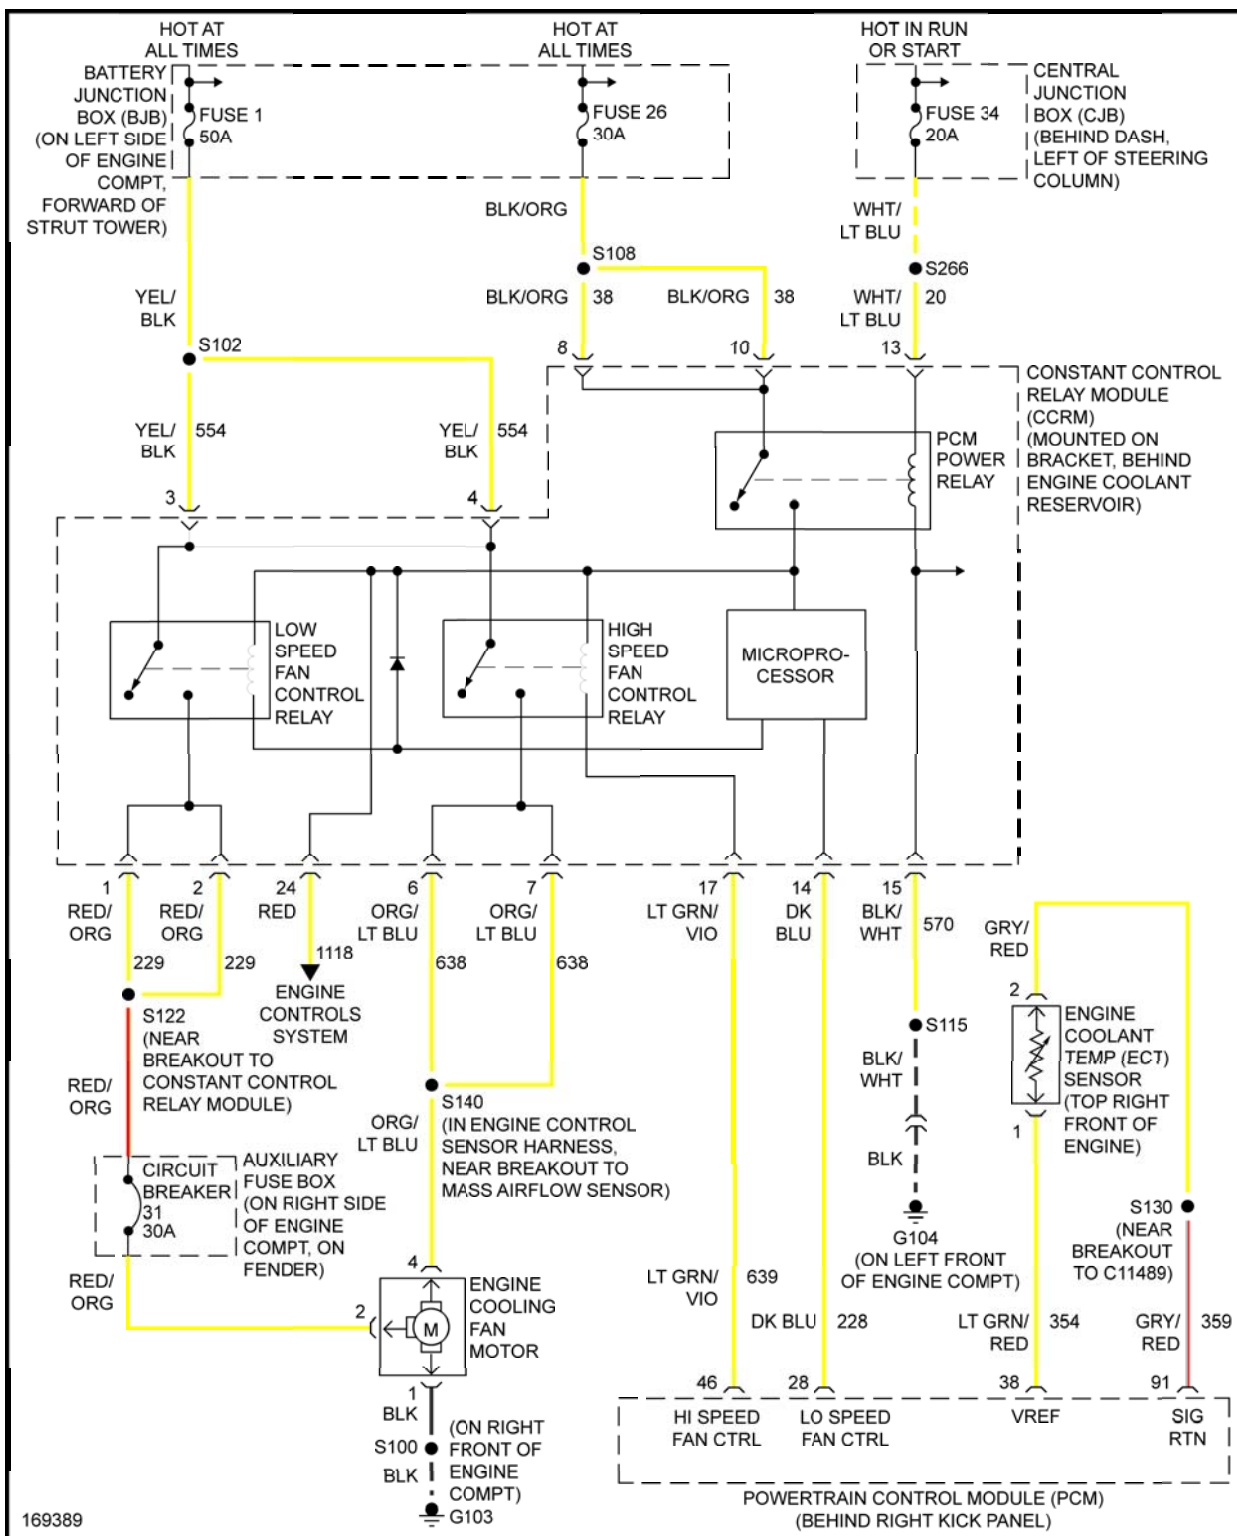 HOT AT
ALL TIMES
HOT AT
ALL TIMES
HOT IN RUN
OR START
BATTERY
JUNCTION
BOX (BJB)
(ON LEFT SIDE
OF ENGINE
COMPT,
FORWARD OF
STRUT TOWER)
FUSE 1
50A
FUSE 26
30A
FUSE 34
20A
CENTRAL
JUNCTION
BOX (CJB)
(BEHIND DASH,
LEFT OF STEERING
COLUMN)
BLK/ORG
WHT/
LT BLU
S108
S266
YEL/
BLK
BLK/ORG
38
BLK/ORG
38
WHT/
LT BLU
20
S102
8
10
13
CONSTANT CONTROL
RELAY MODULE
(CCRM)
(MOUNTED ON
BRACKET, BEHIND
ENGINE COOLANT
RESERVOIR)
YEL/
BLK
554
YEL/
BLK
554
PCM
POWER
RELAY
3
4
LOW
SPEED
FAN
CONTROL
RELAY
HIGH
SPEED
FAN
CONTROL
RELAY
MICROPRO-
CESSOR
1
2
24
6
7
17
14
15
RED/
ORG
RED/
ORG
RED
ORG/
LT BLU
ORG/
LT BLU
LT GRN/
VIO
DK
BLU
BLK/
WHT
570
GRY/
RED
229
229
1118
638
638
ENGINE
CONTROLS
SYSTEM
2
S122
(NEAR
BREAKOUT TO
CONSTANT CONTROL
RELAY MODULE)
S115
ENGINE
COOLANT
TEMP (ECT)
SENSOR
(TOP RIGHT
FRONT OF
ENGINE)
BLK/
WHT
RED/
ORG
S140
(IN ENGINE CONTROL
SENSOR HARNESS,
NEAR BREAKOUT TO
MASS AIRFLOW SENSOR)
ORG/
LT BLU
1
BLK
CIRCUIT
BREAKER
31
30A
AUXILIARY
FUSE BOX
(ON RIGHT SIDE
OF ENGINE
COMPT, ON
FENDER)
S130
(NEAR
BREAKOUT
TO C11489)
G104
(ON LEFT FRONT
OF ENGINE COMPT)
RED/
ORG
4
2
M
ENGINE
COOLING
FAN
MOTOR
LT GRN/
VIO
639
DK BLU
228
LT GRN/
RED
354
GRY/
RED
359
1
BLK
S100
BLK
(ON RIGHT
FRONT OF
ENGINE
COMPT)
G103
46
28
38
91
HI SPEED
FAN CTRL
LO SPEED
FAN CTRL
VREF
SIG
RTN
POWERTRAIN CONTROL MODULE (PCM)
(BEHIND RIGHT KICK PANEL)
169389